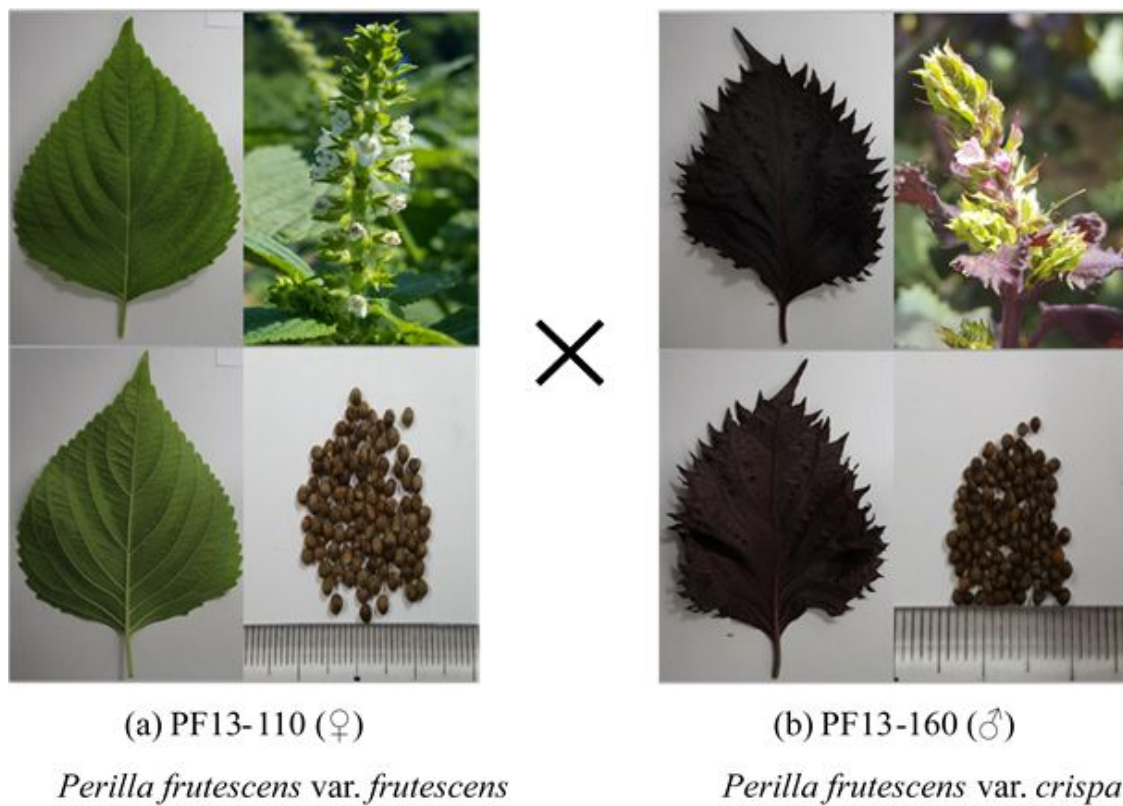 (a) PF13-110 (♀)
(b) PF13-160 (♂)
Perilla frutescens var. frutescens
Perilla frutescens var. crispa